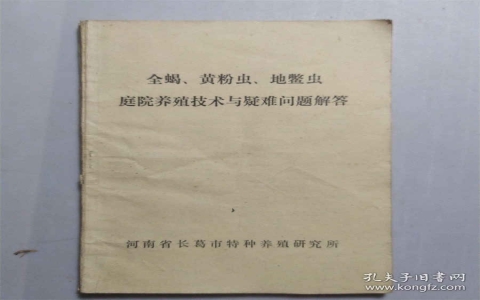 全蝎、黄粉虫、地鳖虫
庭院养殖技术与疑难问题解答
河南省长葛市特种养殖研究所
孔夫子旧书网
www.kongfz.com